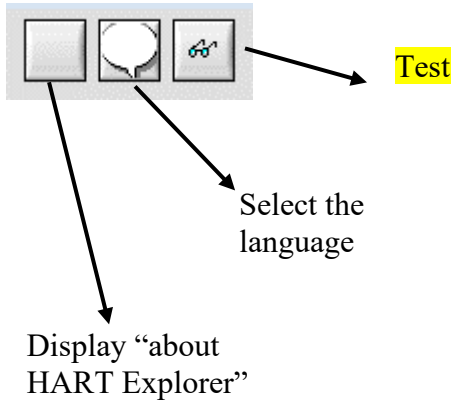 Test
Select the
language
Display “about
HART Explorer”